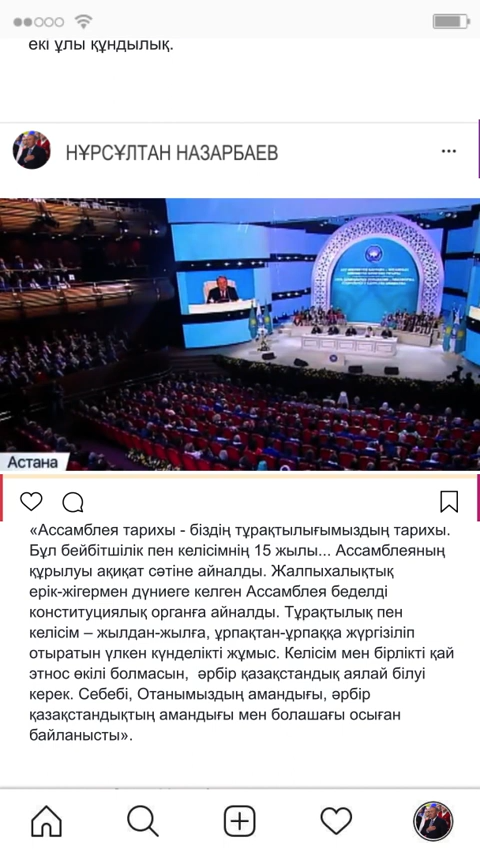 екі ұлы құндылық.
НҰРСҰЛТАН НАЗАРБАЕВ
Астана
«Ассамблея тарихы - біздің тұрақтылығымыздың тарихы.
Бұл бейбітшілік пен келісімнің 15 жылы... Ассамблеяның
құрылуы ақиқат сәтіне айналды. Жалпыхалықтық
ерік-жігермен дүниеге келген Ассамблея беделді
конституциялық органға айналды. Тұрақтылық пен
келісім – жылдан-жылға, ұрпақтан-ұрпаққа жүргізіліп
отыратын үлкен күнделікті жұмыс. Келісім мен бірлікті қай
этнос өкілі болмасын, әрбір қазақстандық аялай білуі
керек. Себебі, Отанымыздың амандығы, әрбір
қазақстандықтың амандығы мен болашағы осыған
байланысты».